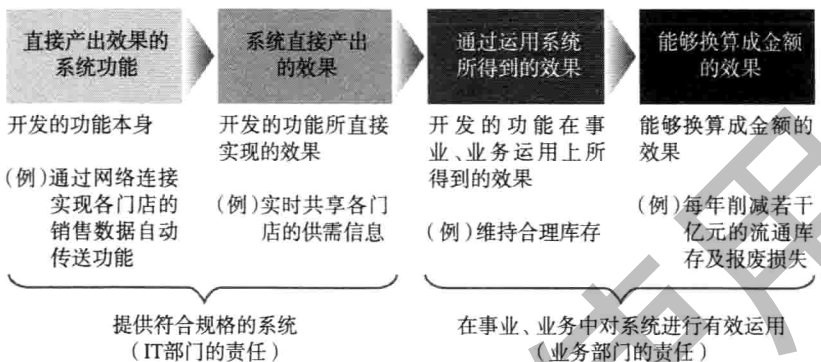 直接产出效果的
系统功能
系统直接产出
的效果
通过运用系统
所得到的效果
能够换算成金额
的效果
开发的功能本身
（例）通过网络连接
实现各门店的
销售数据自动
传送功能
开发的功能所直接
实现的效果
（例）实时共享各门
店的供需信息
开发的功能在事
业、业务运用上所
得到的效果
（例）维持合理库存
能够换算成金额的
效果
（例）每年削减若干
亿元的流通库
存及报废损失
提供符合规格的系统
（IT部门的责任）
在事业、业务中对系统进行有效运用
（业务部门的责任）